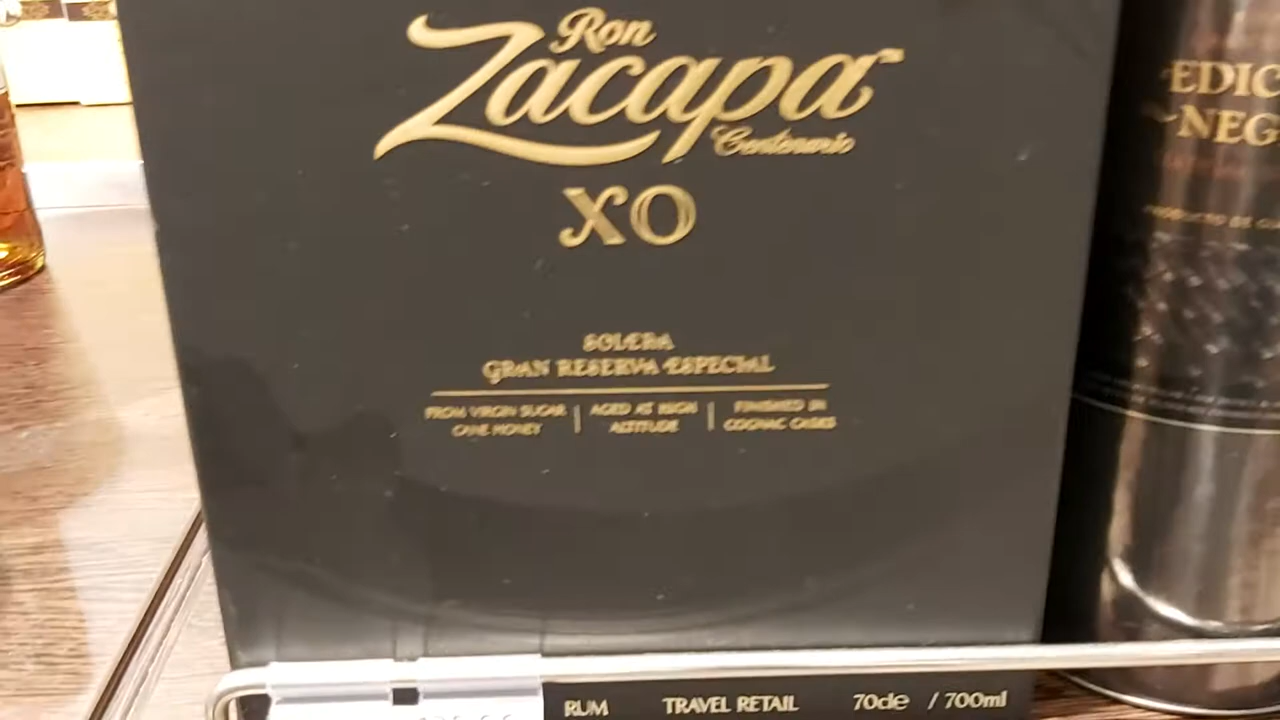 Ron
Zacapa
Centenario
XO
SOLERA
GRAN RESERVA ESPECIAL
FROM VIRGIN SUGAR
CANE HONEY
AGED AT HIGH
ALTITUDE
FINISHED IN
COGNAC CASKS
RUM TRAVEL RETAIL 70cle / 700ml
EDIC
NEG